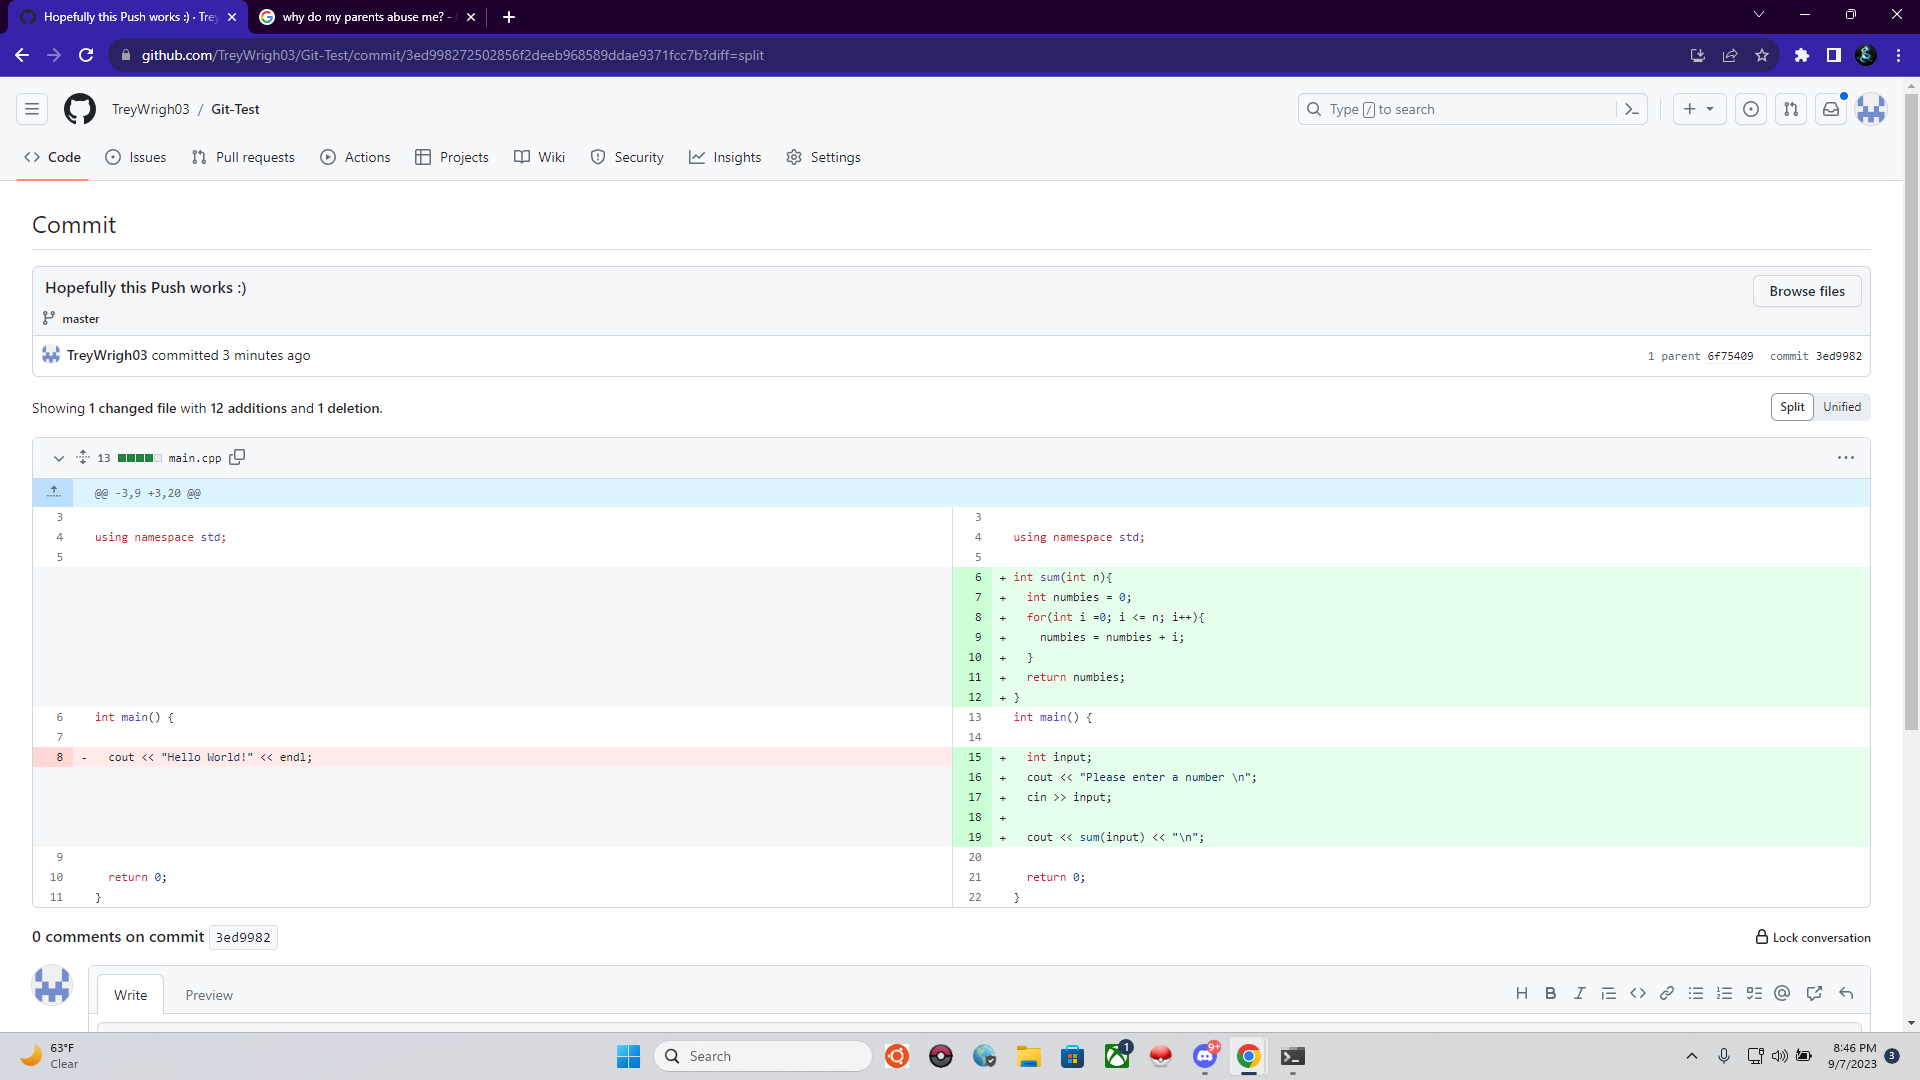 Hopefully this Push works :) · Trey
why do my parents abuse me? -
github.com/TreyWrigh03/Git-Test/commit/3ed998272502856f2deeb968589ddae9371fcc7b?diff=split
TreyWrigh03 / Git-Test
Type / to search
Code Issues Pull requests Actions Projects Wiki Security Insights Settings
Commit
Hopefully this Push works :)
Browse files
master
TreyWrigh03 committed 3 minutes ago
1 parent 6f75409 commit 3ed9982
Showing 1 changed file with 12 additions and 1 deletion.
Split Unified
13 main.cpp
@@ -3,9 +3,20 @@
3 3
4 using namespace std; 4 using namespace std;
5 5
6 + int sum(int n){
7 + int numbies = 0;
8 + for(int i =0; i <= n; i++){
9 + numbies = numbies + i;
10 + }
11 + return numbies;
12 + }
6 int main() { 13 int main() {
7 14
8 - cout << "Hello World!" << endl; 15 + int input;
16 + cout << "Please enter a number \n";
17 + cin >> input;
18 +
19 + cout << sum(input) << "\n";
9 20
10 return 0; 21 return 0;
11 } 22 }
0 comments on commit 3ed9982
Lock conversation
Write Preview
63°F
Clear
Search
1
9+
8:46 PM
9/7/2023
3